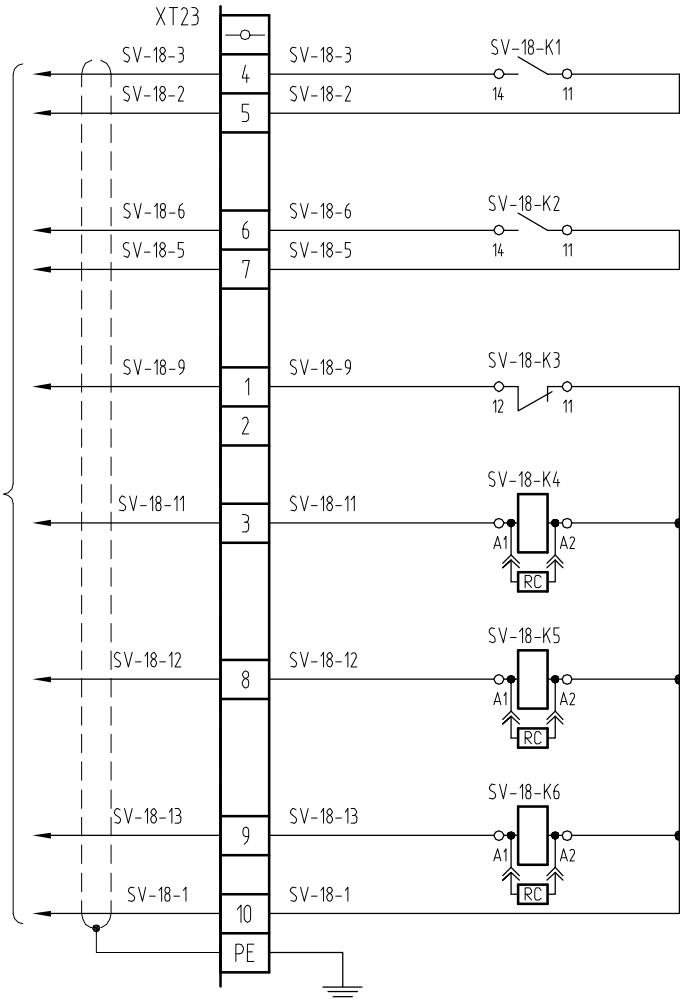 XT23
SV-18-3 4 SV-18-3 SV-18-K1
14 11
SV-18-2 5 SV-18-2
SV-18-6 6 SV-18-6 SV-18-K2
14 11
SV-18-5 7 SV-18-5
SV-18-9 1 SV-18-9 SV-18-K3
12 11
2
SV-18-K4
SV-18-11 3 SV-18-11
A1 A2
RC
SV-18-K5
SV-18-12 8 SV-18-12
A1 A2
RC
SV-18-K6
SV-18-13 9 SV-18-13
A1 A2
RC
SV-18-1 10 SV-18-1
PE